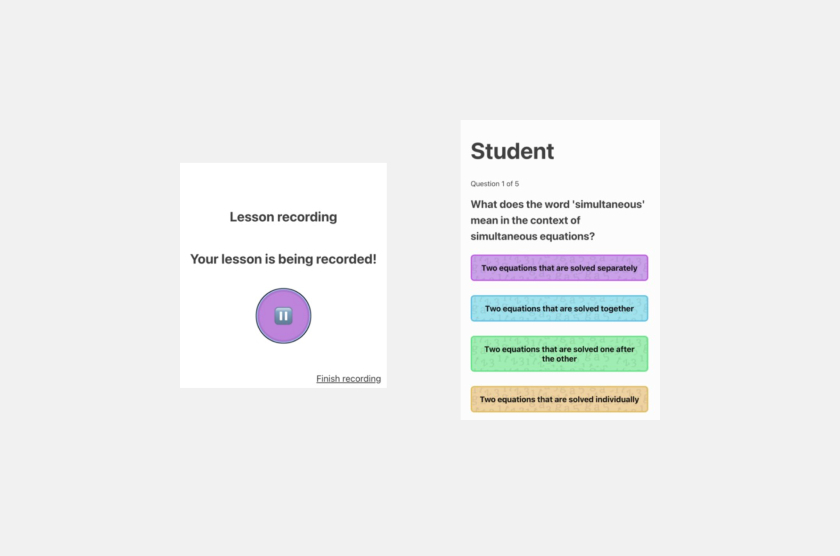 Lesson recording
Your lesson is being recorded!
Finish recording
Student
Question 1 of 5
What does the word 'simultaneous'
mean in the context of
simultaneous equations?
Two equations that are solved separately
Two equations that are solved together
Two equations that are solved one after
the other
Two equations that are solved individually